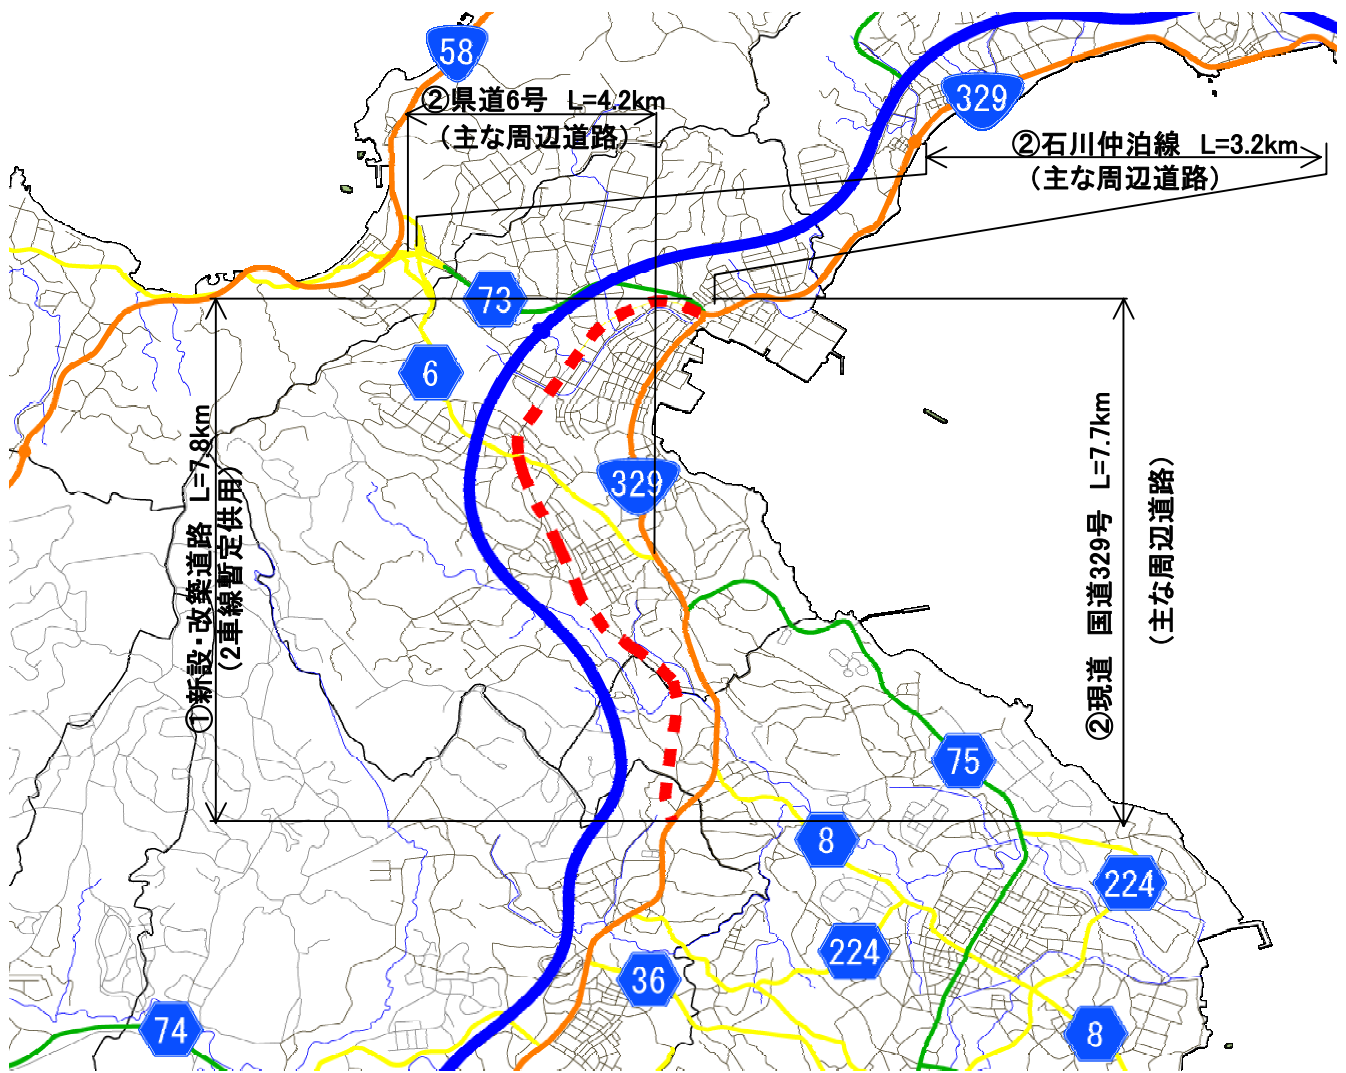 58
②県道6号 L=4.2km
(主な周辺道路)
329
②石川仲泊線 L=3.2km
(主な周辺道路)
73
6
329
①新設・改築道路 L=7.8km
(2車線暫定供用)
②現道 国道329号 L=7.7km
(主な周辺道路)
75
8
224
224
36
74
8